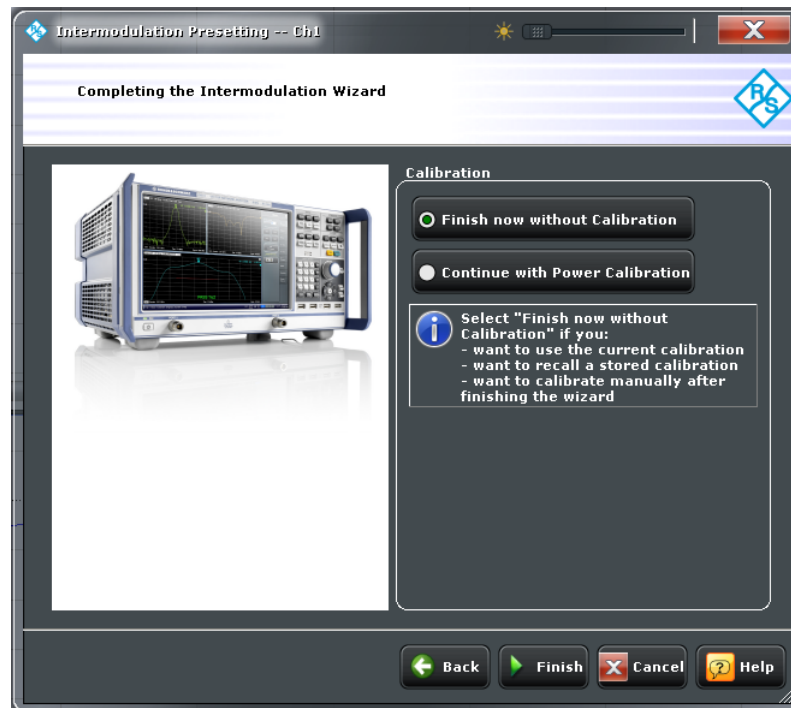 Intermodulation Presetting -- Ch1
X
Completing the Intermodulation Wizard
R/S
Calibration
Finish now without Calibration
Continue with Power Calibration
Select "Finish now without
Calibration" if you:
- want to use the current calibration
- want to recall a stored calibration
- want to calibrate manually after
finishing the wizard
Back
Finish
Cancel
Help